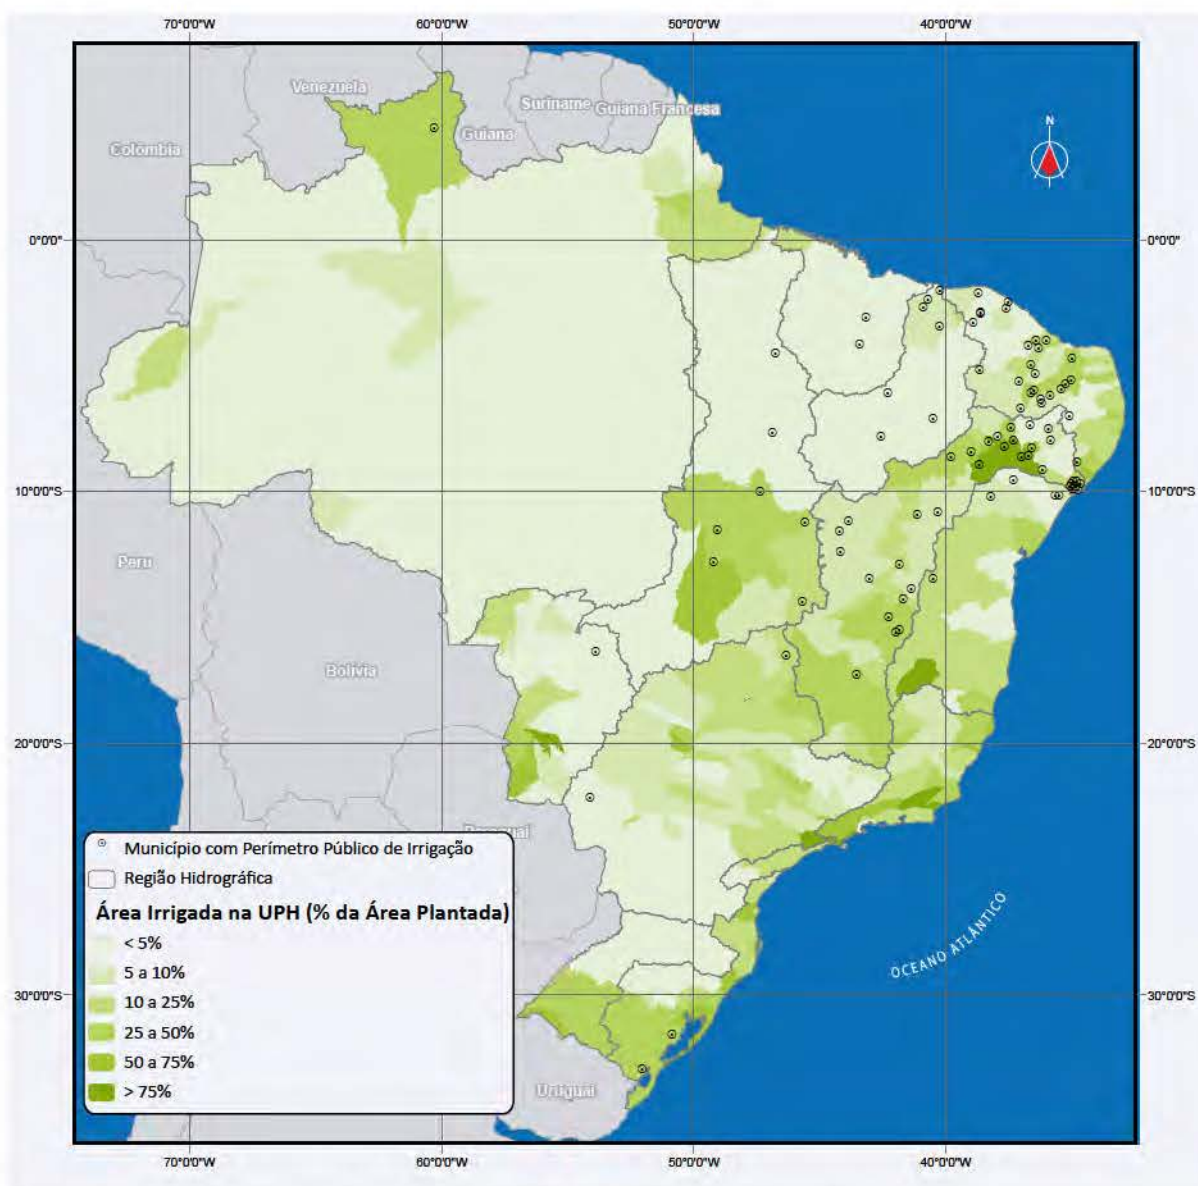 70°0'0"W 60°0'0"W 50°0'0"W 40°0'0"W
N
Venezuela
Suriname
Guiana Francesa
Guiana
Colômbia
0°0'0" 0°0'0"
10°0'0"S 10°0'0"S
Peru
Bolívia
20°0'0"S 20°0'0"S
Município com Perímetro Público de Irrigação
Região Hidrográfica
Área Irrigada na UPH (% da Área Plantada)
< 5%
5 a 10%
10 a 25%
25 a 50%
50 a 75%
> 75%
OCEANO ATLÂNTICO
30°0'0"S 30°0'0"S
Uruguai
70°0'0"W 60°0'0"W 50°0'0"W 40°0'0"W